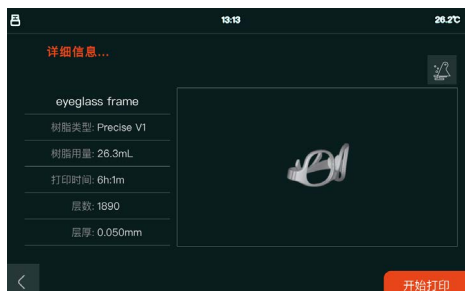 13:13
26.2℃
详细信息...
eyeglass frame
树脂类型: Precise V1
树脂用量: 26.3mL
打印时间: 6h:1m
层数: 1890
层厚: 0.050mm
开始打印